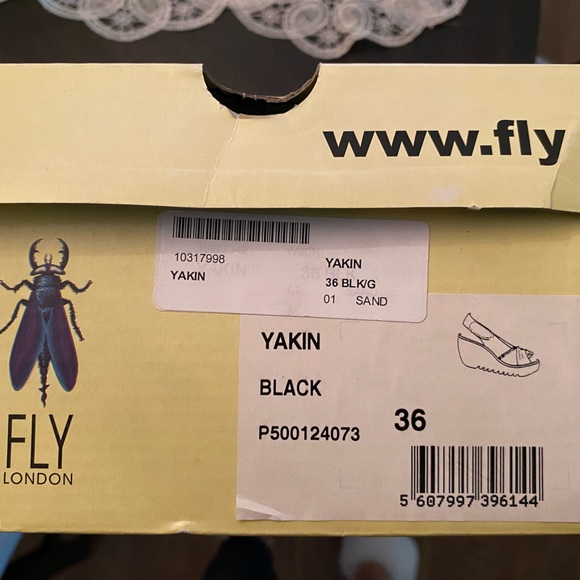 www.fly
10317998
YAKIN
YAKIN
36 BLK/G
01 SAND
YAKIN
BLACK
P500124073
36
5 607997 396144
FLY
LONDON